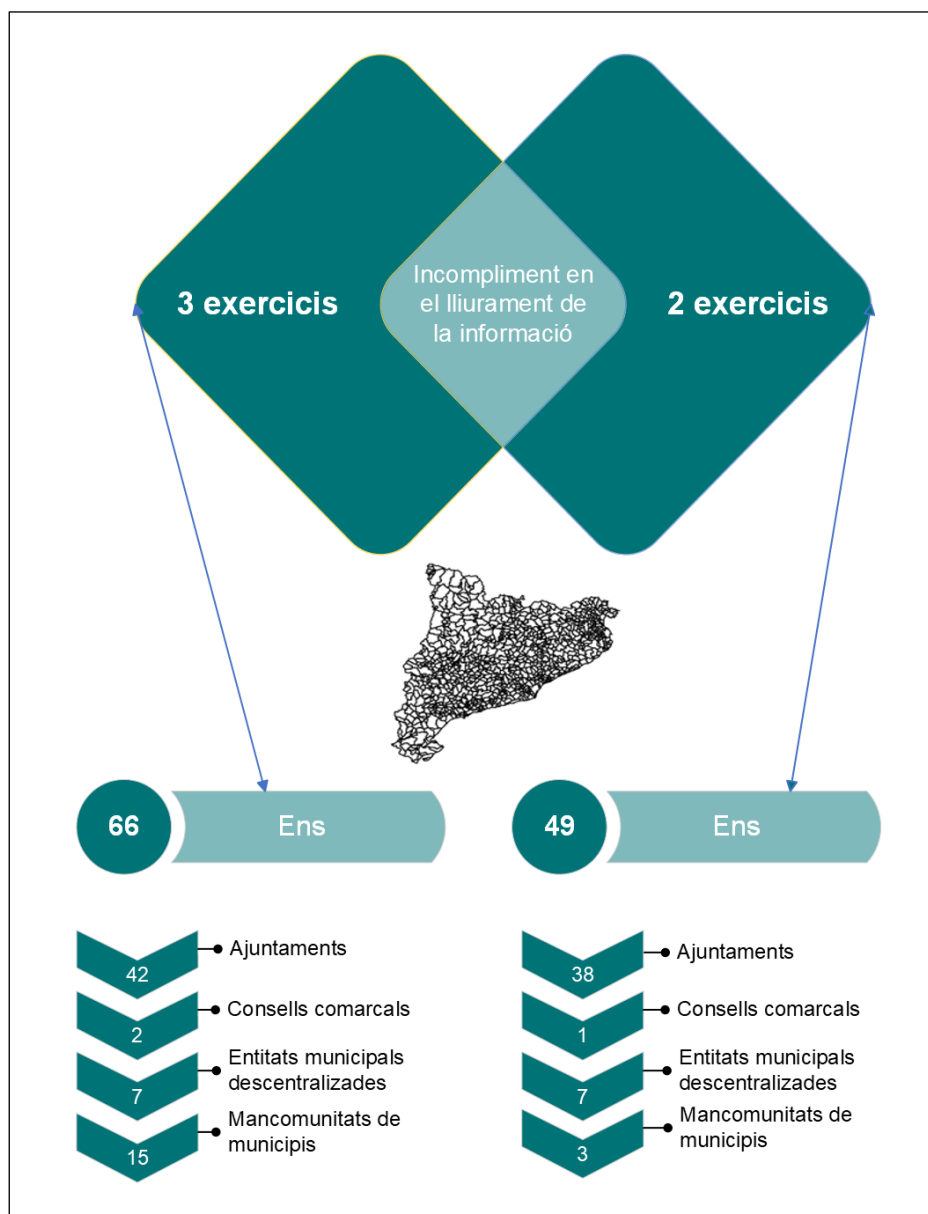 3 exercicis
Incompliment en
el lliurament de
la informació
2 exercicis
66
Ens
49
Ens
42
Ajuntaments
2
Consells comarcals
7
Entitats municipals
descentralizades
15
Mancomunitats de
municipis
38
Ajuntaments
1
Consells comarcals
7
Entitats municipals
descentralizades
3
Mancomunitats de
municipis